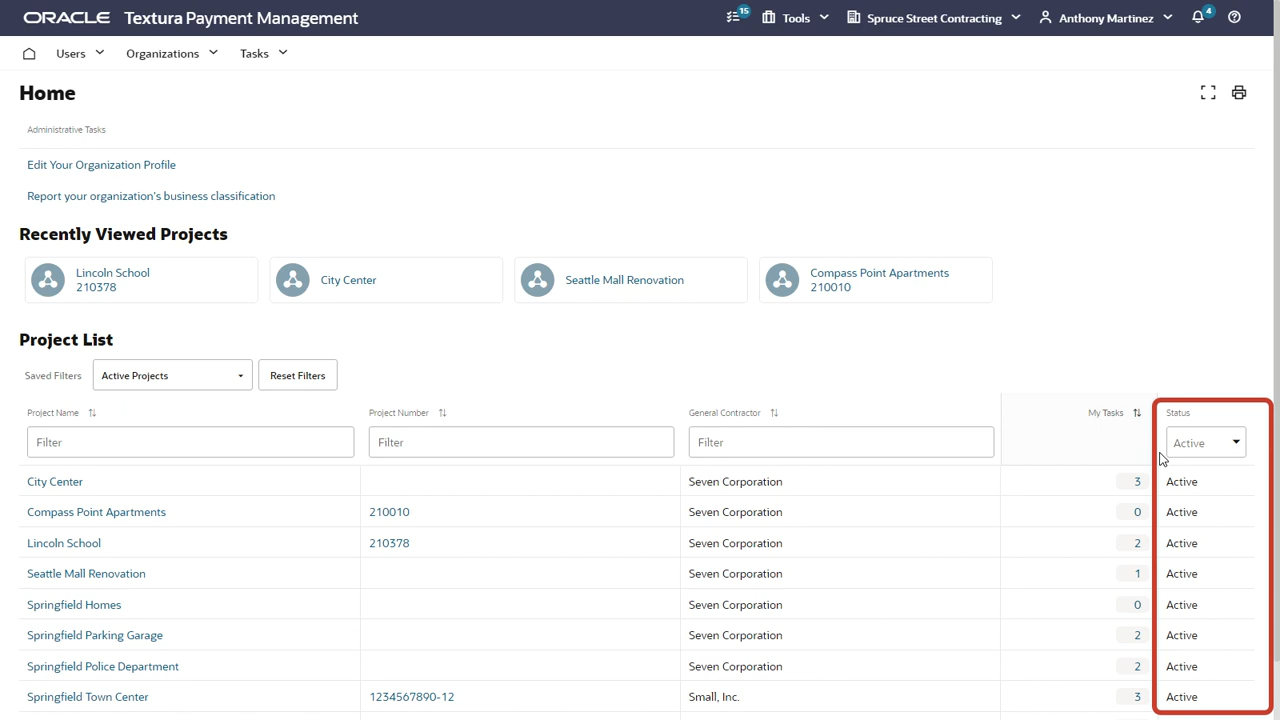 ORACLE Textura Payment Management 15 Tools Spruce Street Contracting Anthony Martinez 4
Users Organizations Tasks
Home
Administrative Tasks
Edit Your Organization Profile
Report your organization's business classification
Recently Viewed Projects
Lincoln School
210378
City Center
Seattle Mall Renovation
Compass Point Apartments
210010
Project List
Saved Filters Active Projects Reset Filters
Project Name Project Number General Contractor My Tasks Status
Filter Filter Filter Active
City Center Seven Corporation 3 Active
Compass Point Apartments 210010 Seven Corporation 0 Active
Lincoln School 210378 Seven Corporation 2 Active
Seattle Mall Renovation Seven Corporation 1 Active
Springfield Homes Seven Corporation 0 Active
Springfield Parking Garage Seven Corporation 2 Active
Springfield Police Department Seven Corporation 2 Active
Springfield Town Center 1234567890-12 Small, Inc. 3 Active